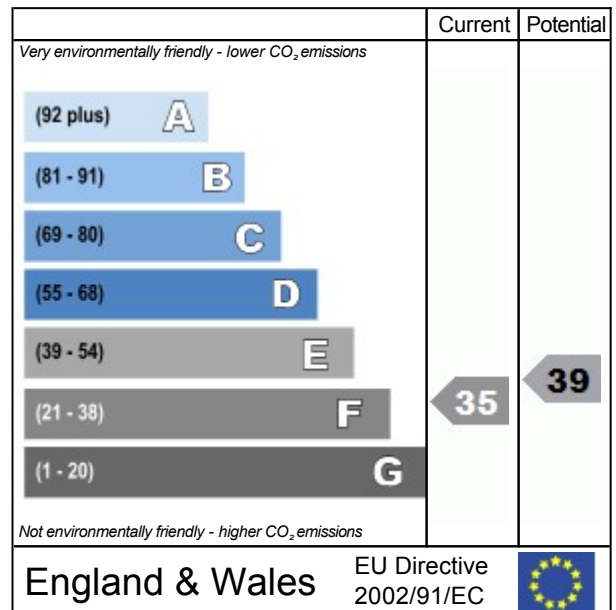 Current Potential
Very environmentally friendly - lower CO₂ emissions
(92 plus) A
(81 - 91) B
(69 - 80) C
(55 - 68) D
(39 - 54) E
(21 - 38) F
(1 - 20) G
35
39
Not environmentally friendly - higher CO₂ emissions
England & Wales
EU Directive
2002/91/EC